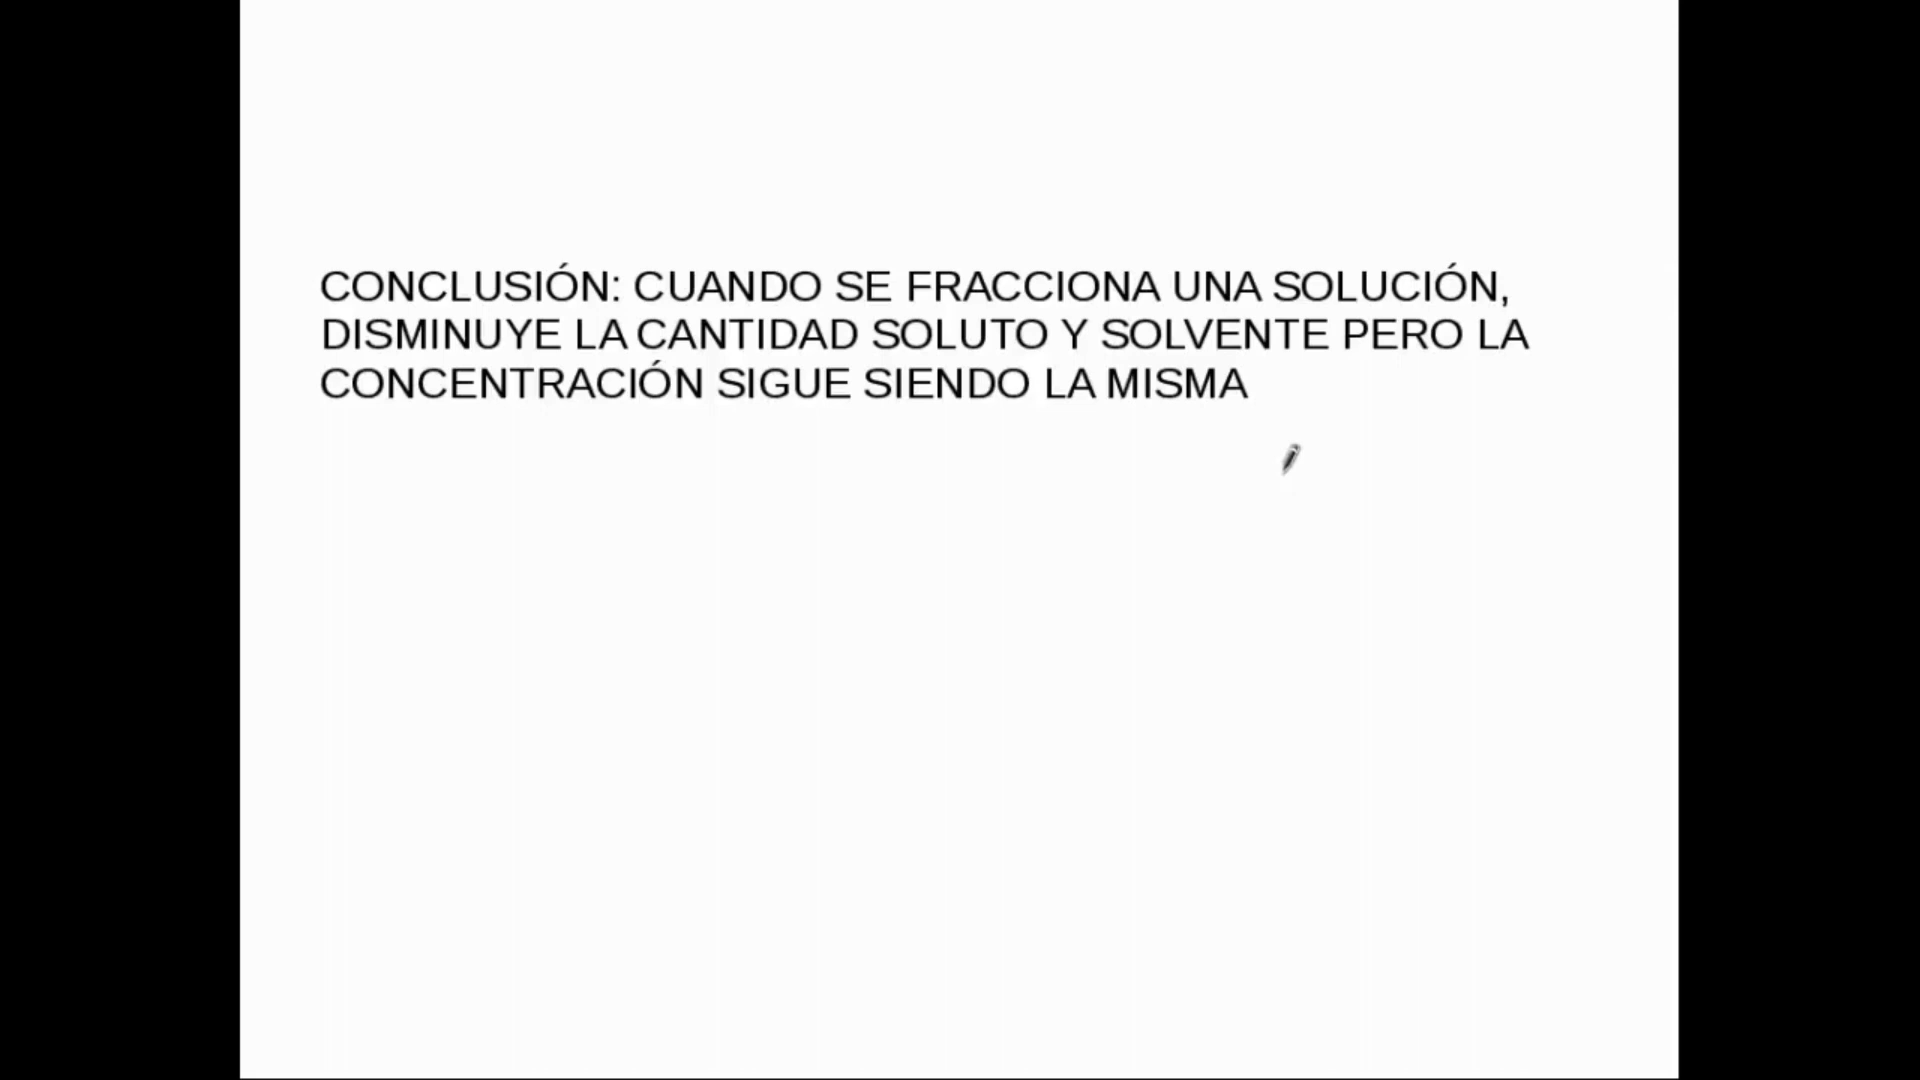 CONCLUSIÓN: CUANDO SE FRACCIONA UNA SOLUCIÓN,
DISMINUYE LA CANTIDAD SOLUTO Y SOLVENTE PERO LA
CONCENTRACIÓN SIGUE SIENDO LA MISMA